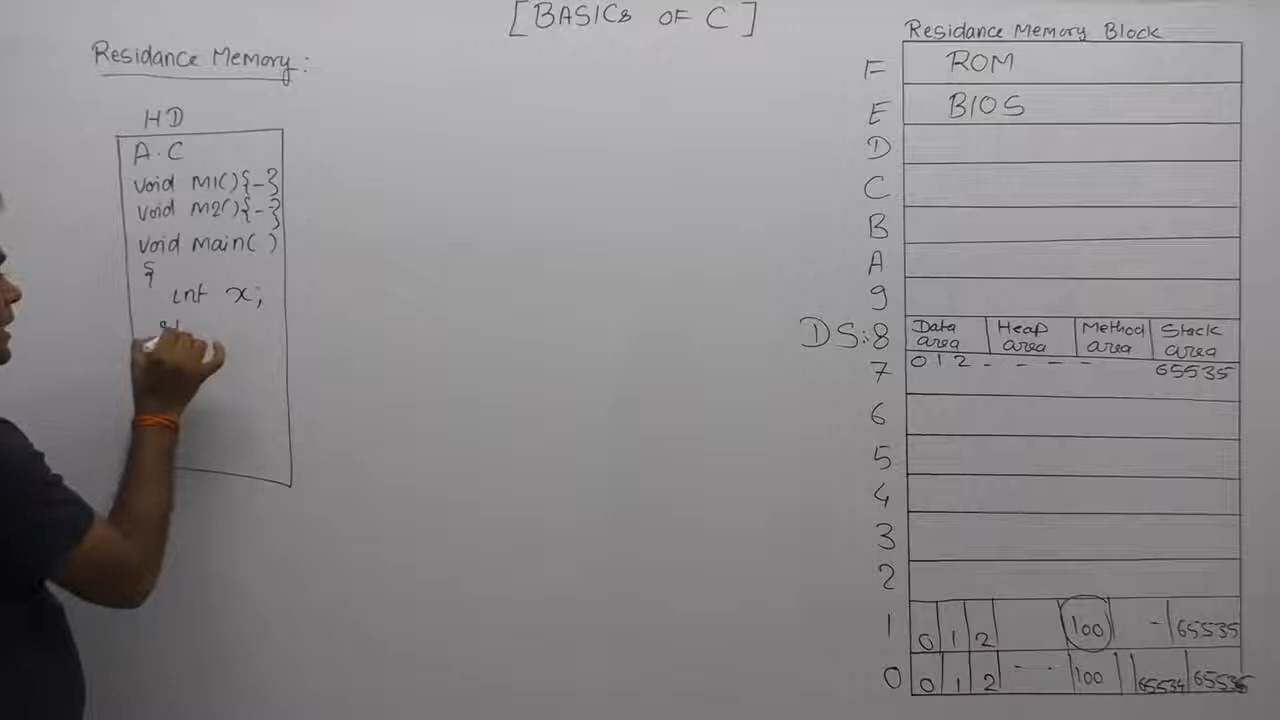 [BASICS OF C]
Residance Memory:
HD
A.C
void M1(){-}
void M2(){-}
void main( )
{
int x;
Residance Memory Block
F ROM
E BIOS
D
C
B
A
9
DS:8 Data area Heap area Method area Stack area
7 0 1 2 - - - - 65535
6
5
4
3
2
1 0 1 2 100 - 65535
0 0 1 2 -- -- 100 65534 65535